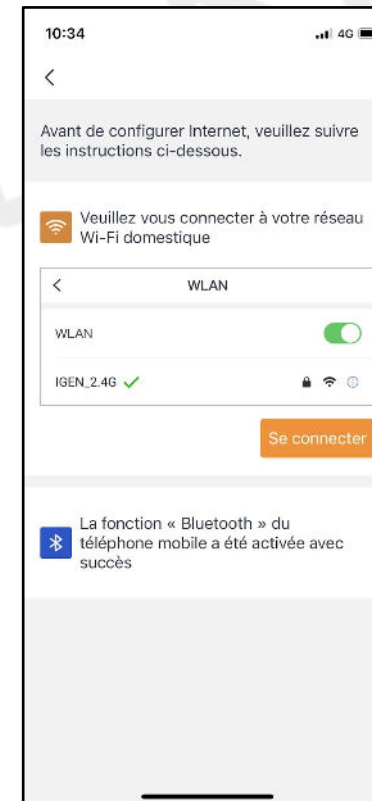 10:34 4G
Avant de configurer Internet, veuillez suivre
les instructions ci-dessous.
Veuillez vous connecter à votre réseau
Wi-Fi domestique
WLAN
WLAN
IGEN_2.4G
Se connecter
La fonction « Bluetooth » du
téléphone mobile a été activée avec
succès